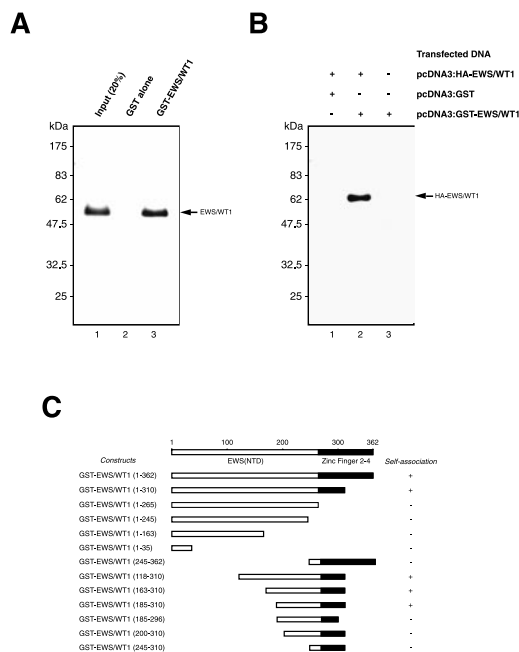 A
Input (20%)
GST alone
GST-EWS/WT1
kDa
175
83
62
47,5
32,5
25
EWS/WT1
1 2 3
B
Transfected DNA
+ + - pcDNA3:HA-EWS/WT1
+ - - pcDNA3:GST
- + + pcDNA3:GST-EWS/WT1
kDa
175
83
62
47,5
32,5
25
HA-EWS/WT1
1 2 3
C
1 100 200 300 362
Constructs EWS(NTD) Zinc Finger 2-4 Self-association
GST-EWS/WT1 (1-362) +
GST-EWS/WT1 (1-310) +
GST-EWS/WT1 (1-265) -
GST-EWS/WT1 (1-245) -
GST-EWS/WT1 (1-163) -
GST-EWS/WT1 (1-35) -
GST-EWS/WT1 (245-362) -
GST-EWS/WT1 (118-310) +
GST-EWS/WT1 (163-310) +
GST-EWS/WT1 (185-310) +
GST-EWS/WT1 (185-296) -
GST-EWS/WT1 (200-310) -
GST-EWS/WT1 (245-310) -